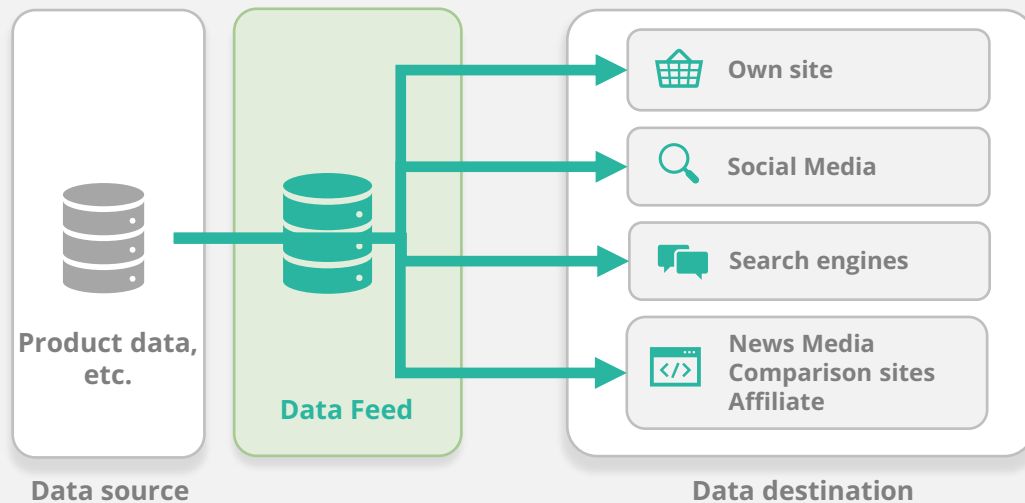 Product data,
etc.
Data source
Data Feed
Own site
Social Media
Search engines
News Media
Comparison sites
Affiliate
Data destination